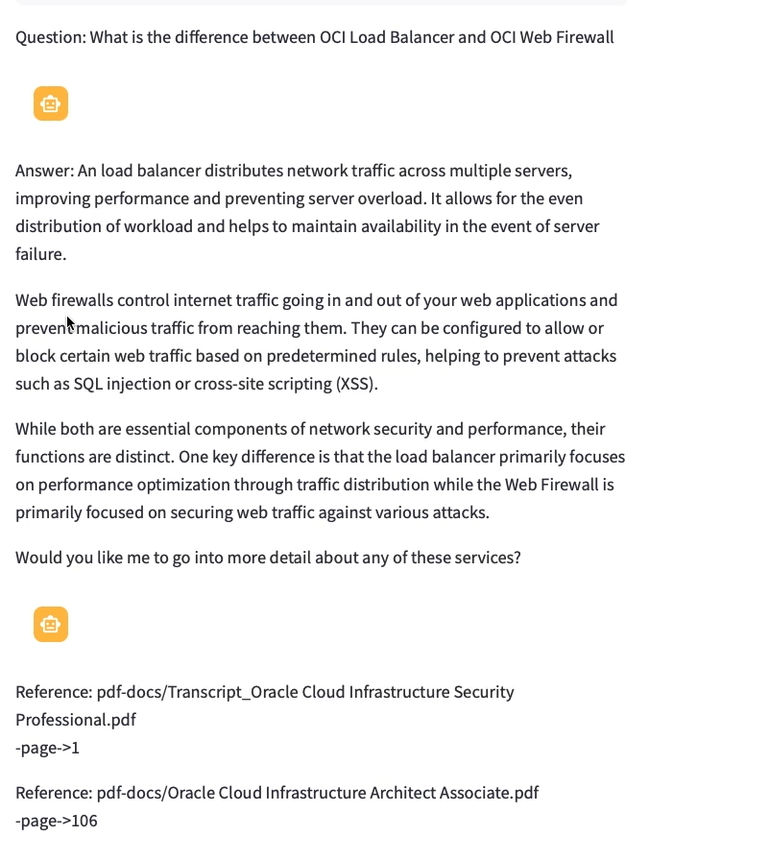 Question: What is the difference between OCI Load Balancer and OCI Web Firewall
Answer: An load balancer distributes network traffic across multiple servers,
improving performance and preventing server overload. It allows for the even
distribution of workload and helps to maintain availability in the event of server
failure.
Web firewalls control internet traffic going in and out of your web applications and
prevent malicious traffic from reaching them. They can be configured to allow or
block certain web traffic based on predetermined rules, helping to prevent attacks
such as SQL injection or cross-site scripting (XSS).
While both are essential components of network security and performance, their
functions are distinct. One key difference is that the load balancer primarily focuses
on performance optimization through traffic distribution while the Web Firewall is
primarily focused on securing web traffic against various attacks.
Would you like me to go into more detail about any of these services?
Reference: pdf-docs/Transcript_Oracle Cloud Infrastructure Security
Professional.pdf
-page->1
Reference: pdf-docs/Oracle Cloud Infrastructure Architect Associate.pdf
-page->106